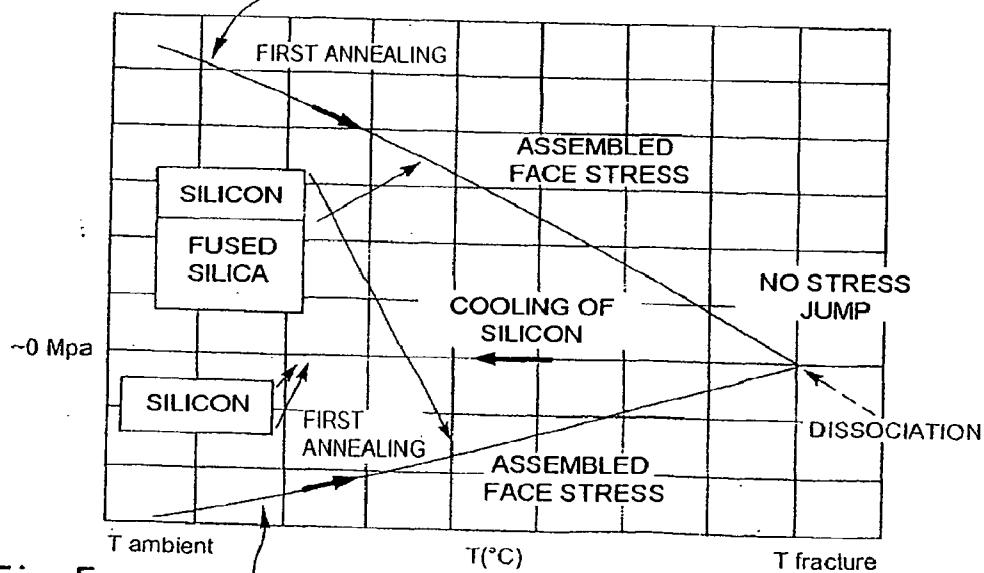 FIRST ANNEALING
ASSEMBLED
FACE STRESS
SILICON
FUSED
SILICA
NO STRESS
JUMP
COOLING OF
SILICON
~0 Mpa
SILICON
FIRST
ANNEALING
DISSOCIATION
ASSEMBLED
FACE STRESS
T ambient
T(°C)
T fracture